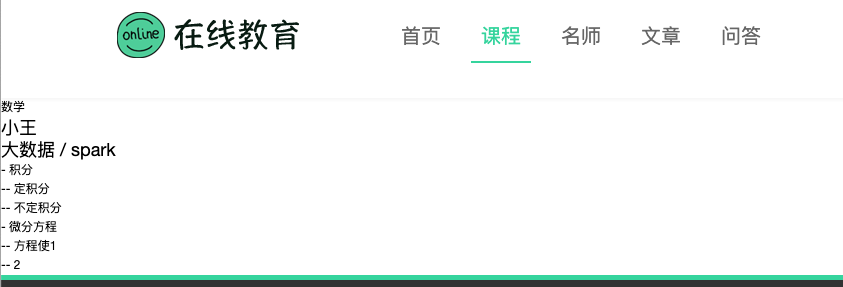 online 在线教育 首页 课程 名师 文章 问答
数学
小王
大数据 / spark
- 积分
-- 定积分
-- 不定积分
- 微分方程
-- 方程使1
-- 2